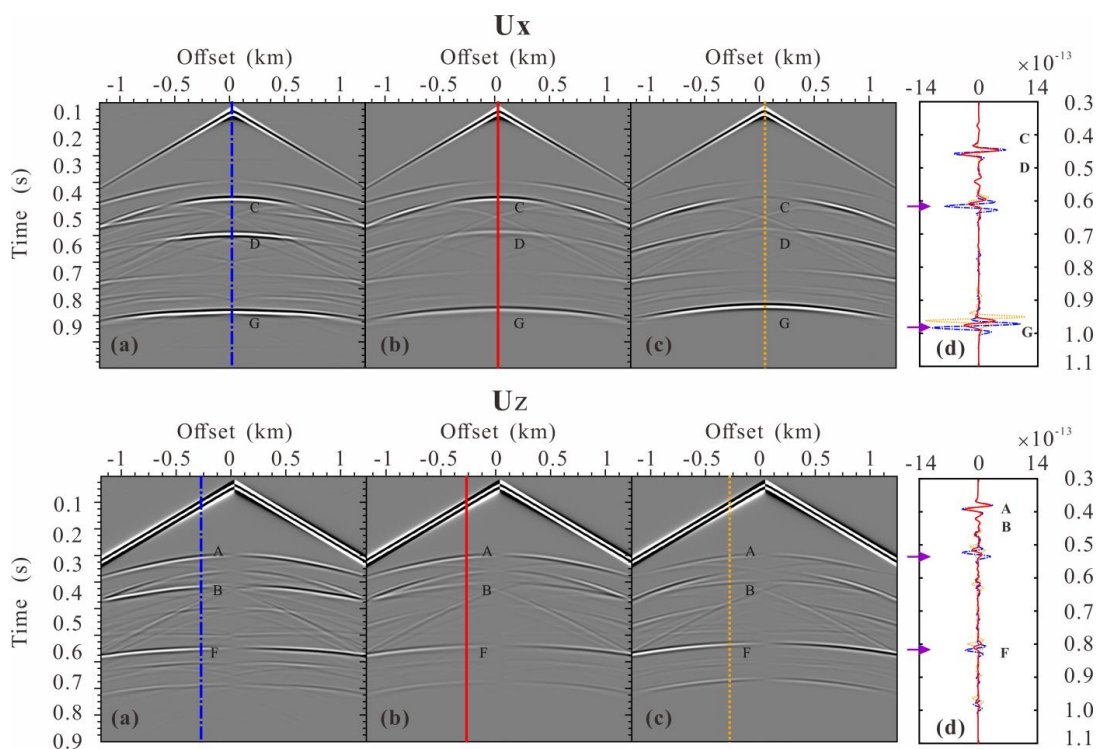 Ux
Offset (km) Offset (km) Offset (km) ×10⁻¹³
-1 -0.5 0 0.5 1 -1 -0.5 0 0.5 1 -1 -0.5 0 0.5 1 -14 0 14
Time (s)
0.1
0.2
0.3
0.4
0.5
0.6
0.7
0.8
0.9
C
D
G
(a)
C
D
G
(b)
C
D
G
(c)
C
D
G
(d)
0.3
0.4
0.5
0.6
0.7
0.8
0.9
1.0
1.1
Uz
Offset (km) Offset (km) Offset (km) ×10⁻¹³
-1 -0.5 0 0.5 1 -1 -0.5 0 0.5 1 -1 -0.5 0 0.5 1 -14 0 14
Time (s)
0.1
0.2
0.3
0.4
0.5
0.6
0.7
0.8
0.9
A
B
F
(a)
A
B
F
(b)
A
B
F
(c)
A
B
F
(d)
0.3
0.4
0.5
0.6
0.7
0.8
0.9
1.0
1.1